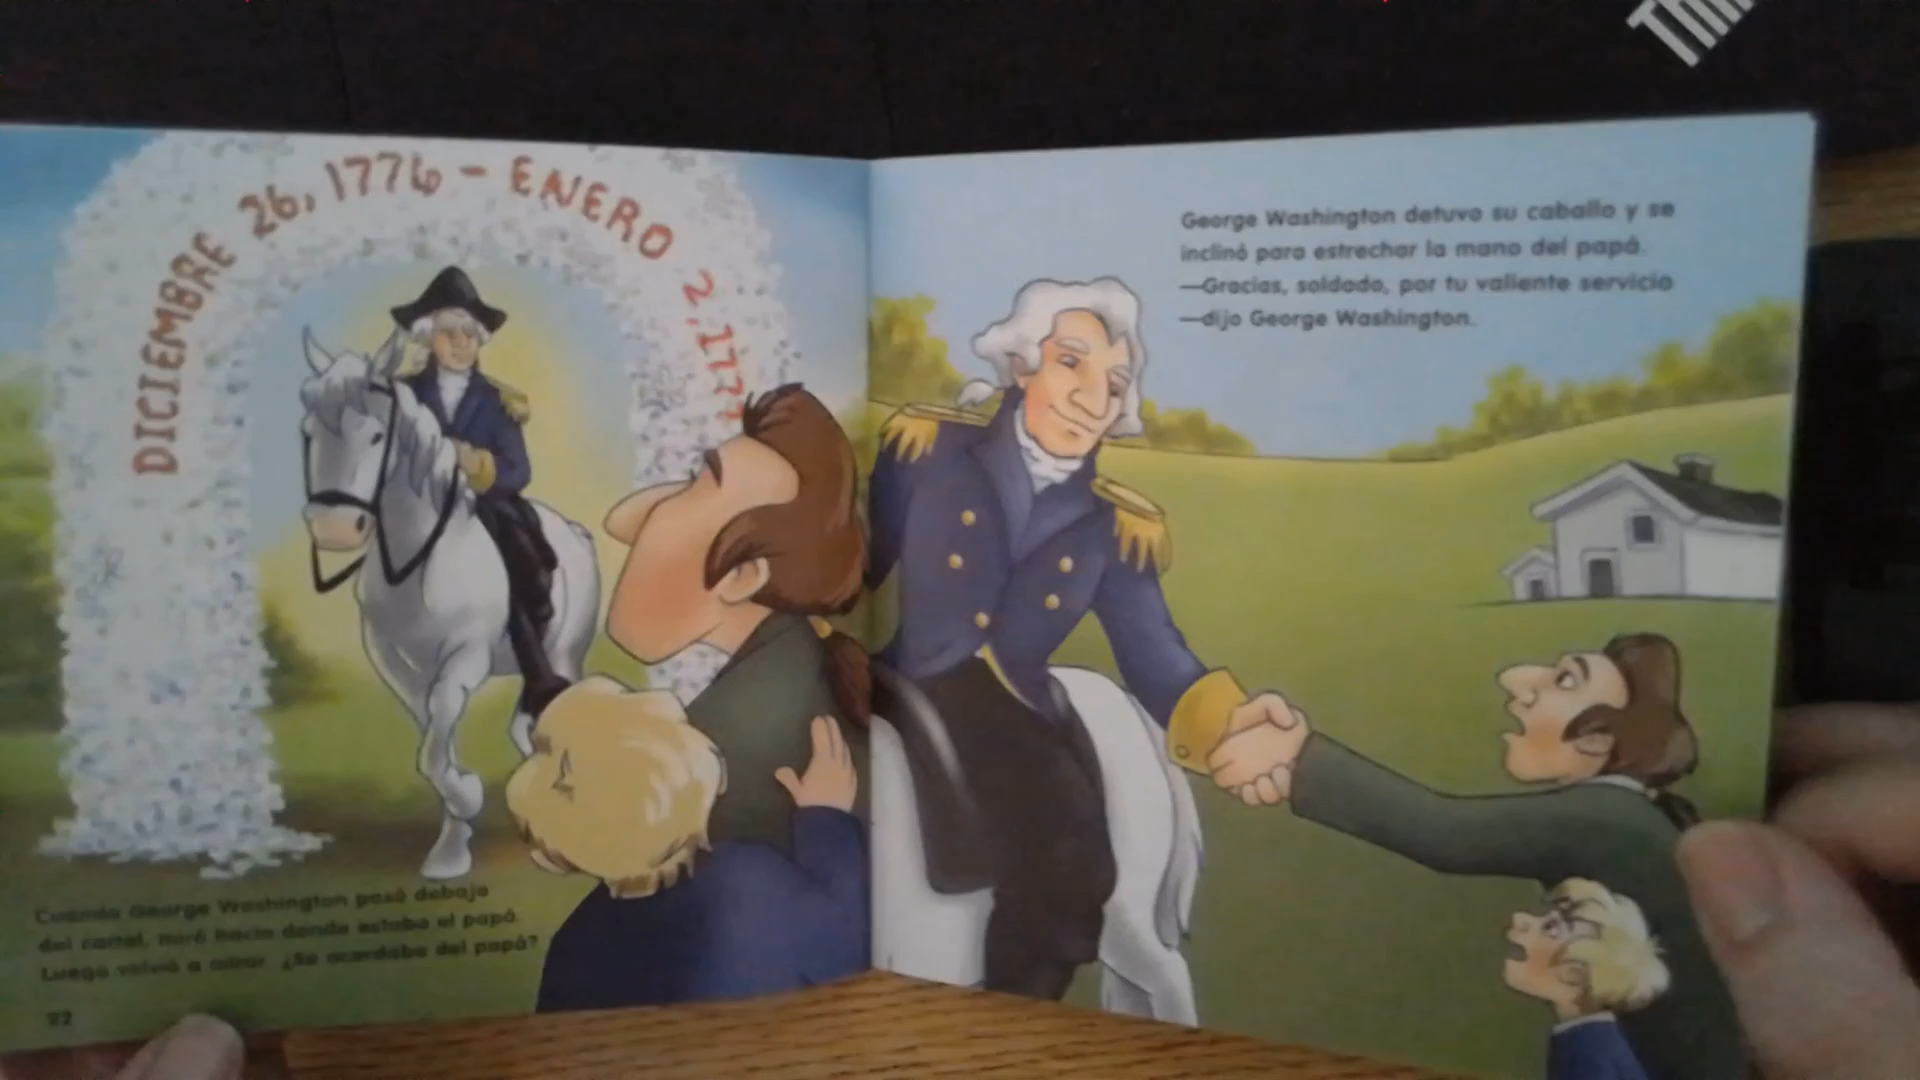 DICIEMBRE 26, 1776 - ENERO 2, 1777
Cuando George Washington pasó debajo
del cartel, miró hacia donde estaba el papá.
Luego volvió a mirar. ¿Se acordaba del papá?
22
George Washington detuvo su caballo y se
inclinó para estrechar la mano del papá.
—Gracias, soldado, por tu valiente servicio
—dijo George Washington.